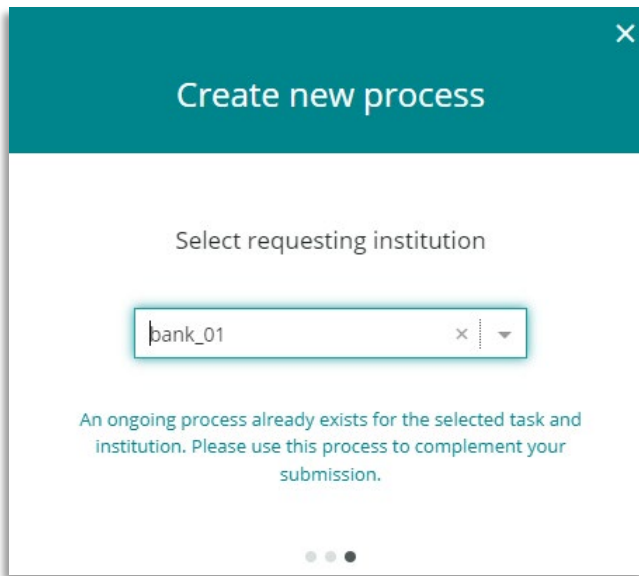 Create new process
Select requesting institution
bank_01
An ongoing process already exists for the selected task and
institution. Please use this process to complement your
submission.